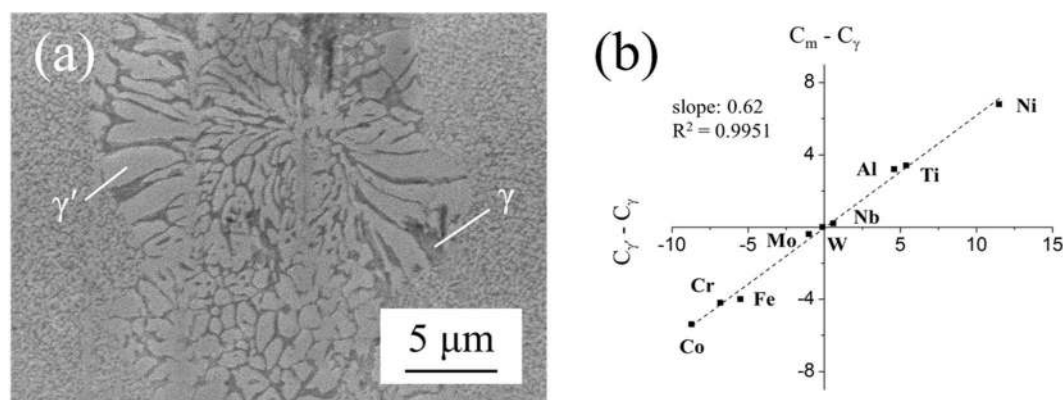 (a)
γ'
γ
5 μm
(b)
C_m - C_γ
slope: 0.62
R² = 0.9951
C_γ' - C_γ
8
4
-4
-8
-10
-5
0
5
10
15
Ni
Al
Ti
Nb
Mo
W
Cr
Fe
Co